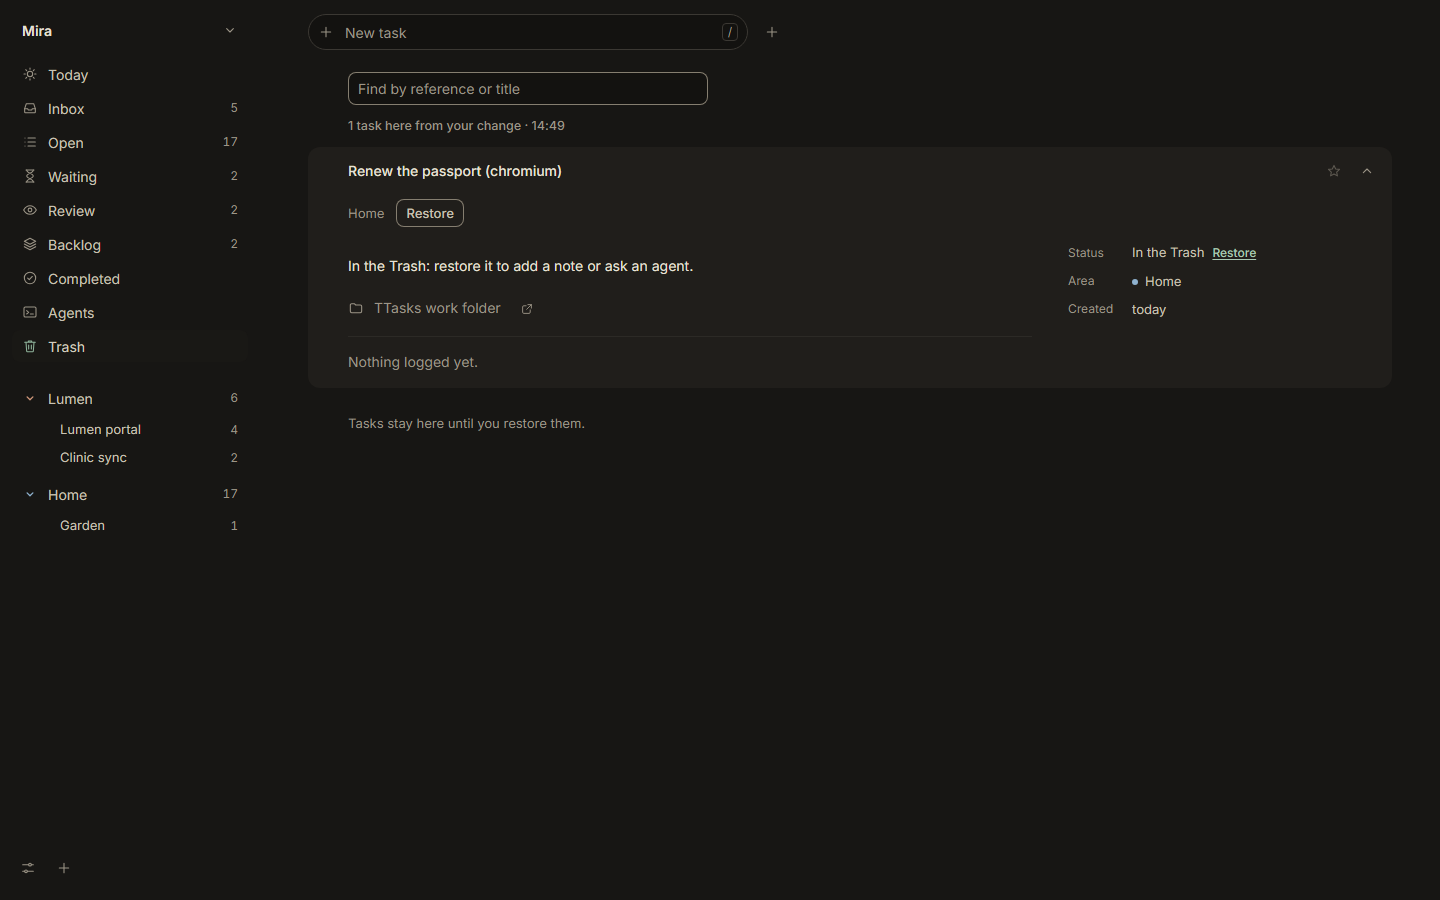 Mira
Today
Inbox 5
Open 17
Waiting 2
Review 2
Backlog 2
Completed
Agents
Trash
Lumen 6
Lumen portal 4
Clinic sync 2
Home 17
Garden 1
New task /
Find by reference or title
1 task here from your change · 14:49
Renew the passport (chromium)
Home Restore
In the Trash: restore it to add a note or ask an agent.
TTasks work folder
Nothing logged yet.
Status In the Trash Restore
Area Home
Created today
Tasks stay here until you restore them.